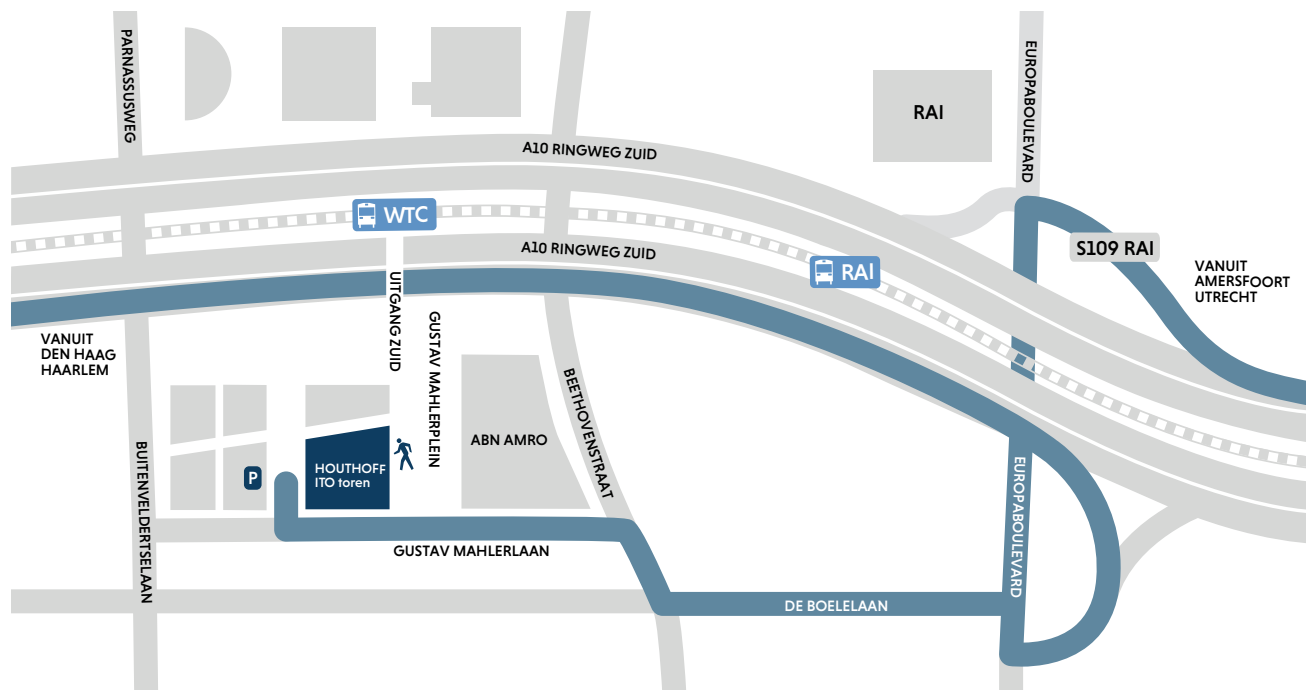 PARNASSUSWEG
EUROPABOULEVARD
RAI
A10 RINGWEG ZUID
WTC
A10 RINGWEG ZUID
S109 RAI
RAI
VANUIT
AMERSFOORT
UTRECHT
UITGANG ZUID
GUSTAV MAHLERPLEIN
VANUIT
DEN HAAG
HAARLEM
BEETHOVENSTRAAT
ABN AMRO
BUITENVELDERTSELAAN
P
HOUTHOFF
ITO toren
EUROPABOULEVARD
GUSTAV MAHLERLAAN
DE BOELELAAN